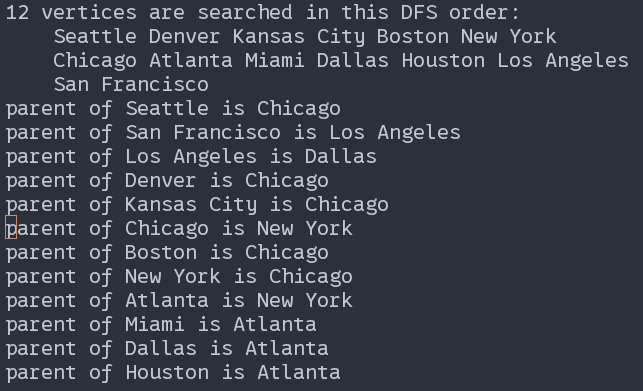 12 vertices are searched in this DFS order:
Seattle Denver Kansas City Boston New York
Chicago Atlanta Miami Dallas Houston Los Angeles
San Francisco
parent of Seattle is Chicago
parent of San Francisco is Los Angeles
parent of Los Angeles is Dallas
parent of Denver is Chicago
parent of Kansas City is Chicago
parent of Chicago is New York
parent of Boston is Chicago
parent of New York is Chicago
parent of Atlanta is New York
parent of Miami is Atlanta
parent of Dallas is Atlanta
parent of Houston is Atlanta